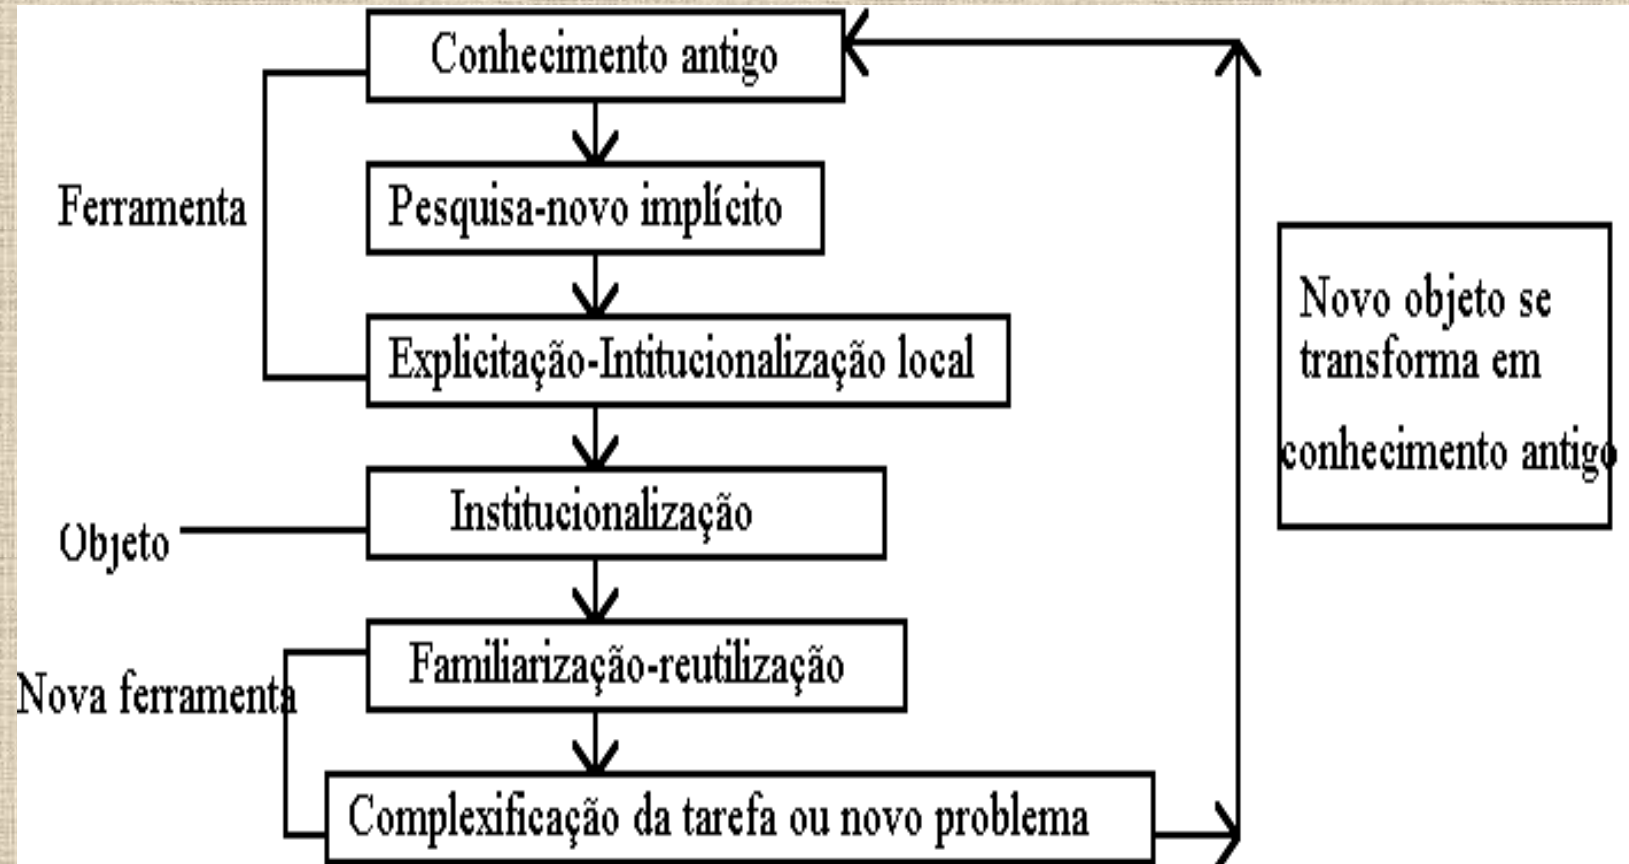 Conhecimento antigo
Ferramenta
Pesquisa-novo implícito
Explicitação-Intitucionalização local
Novo objeto se
transforma em
conhecimento antigo
Objeto
Institucionalização
Nova ferramenta
Familiarização-reutilização
Complexificação da tarefa ou novo problema